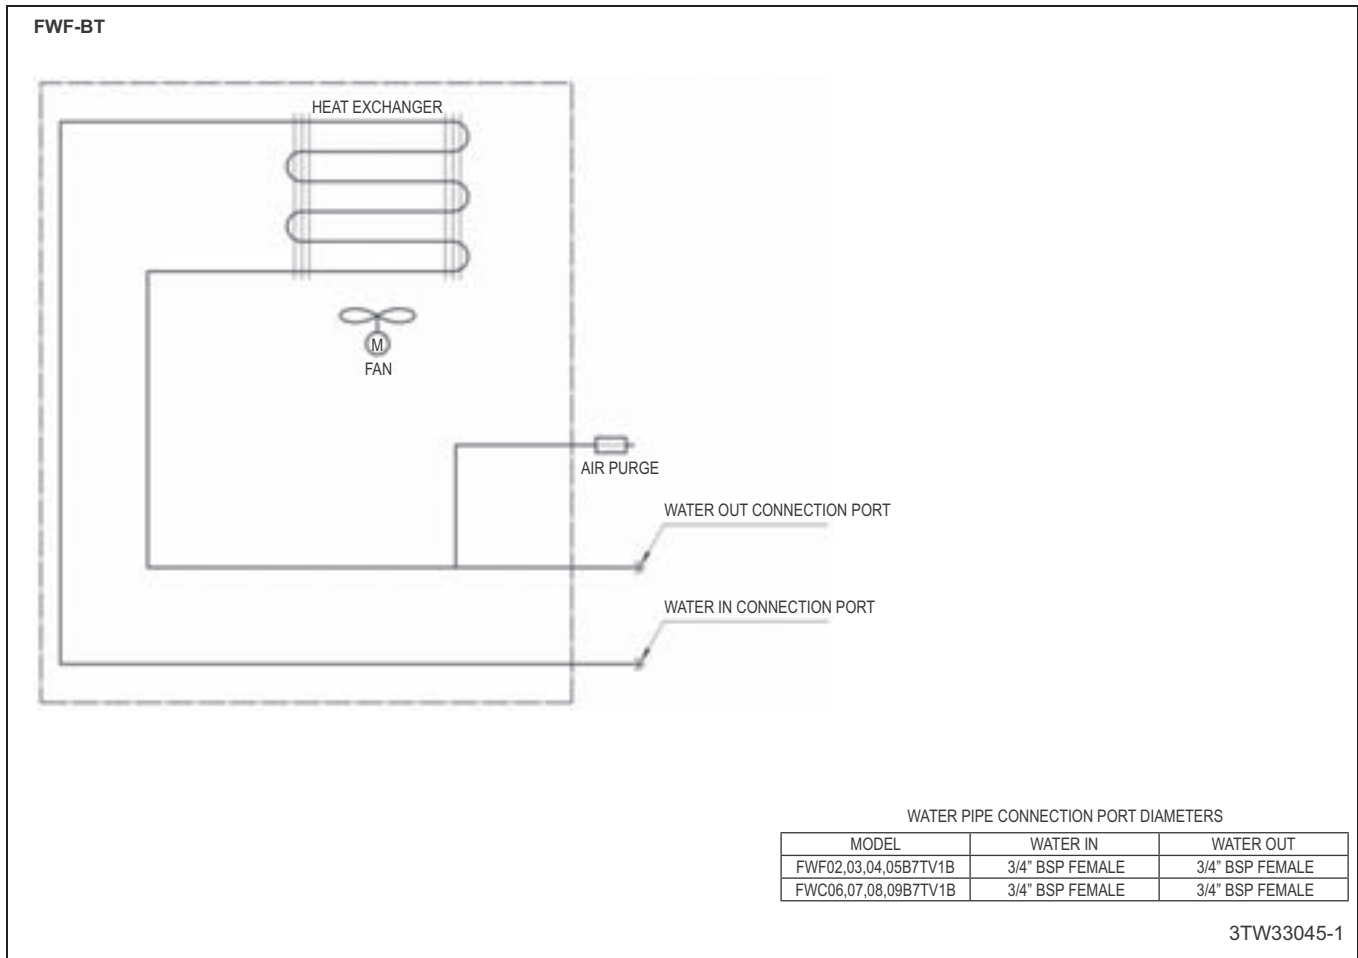 FWF-BT
HEAT EXCHANGER
M
FAN
AIR PURGE
WATER OUT CONNECTION PORT
WATER IN CONNECTION PORT
WATER PIPE CONNECTION PORT DIAMETERS
MODEL WATER IN WATER OUT
FWF02,03,04,05B7TV1B 3/4” BSP FEMALE 3/4” BSP FEMALE
FWC06,07,08,09B7TV1B 3/4” BSP FEMALE 3/4” BSP FEMALE
3TW33045-1